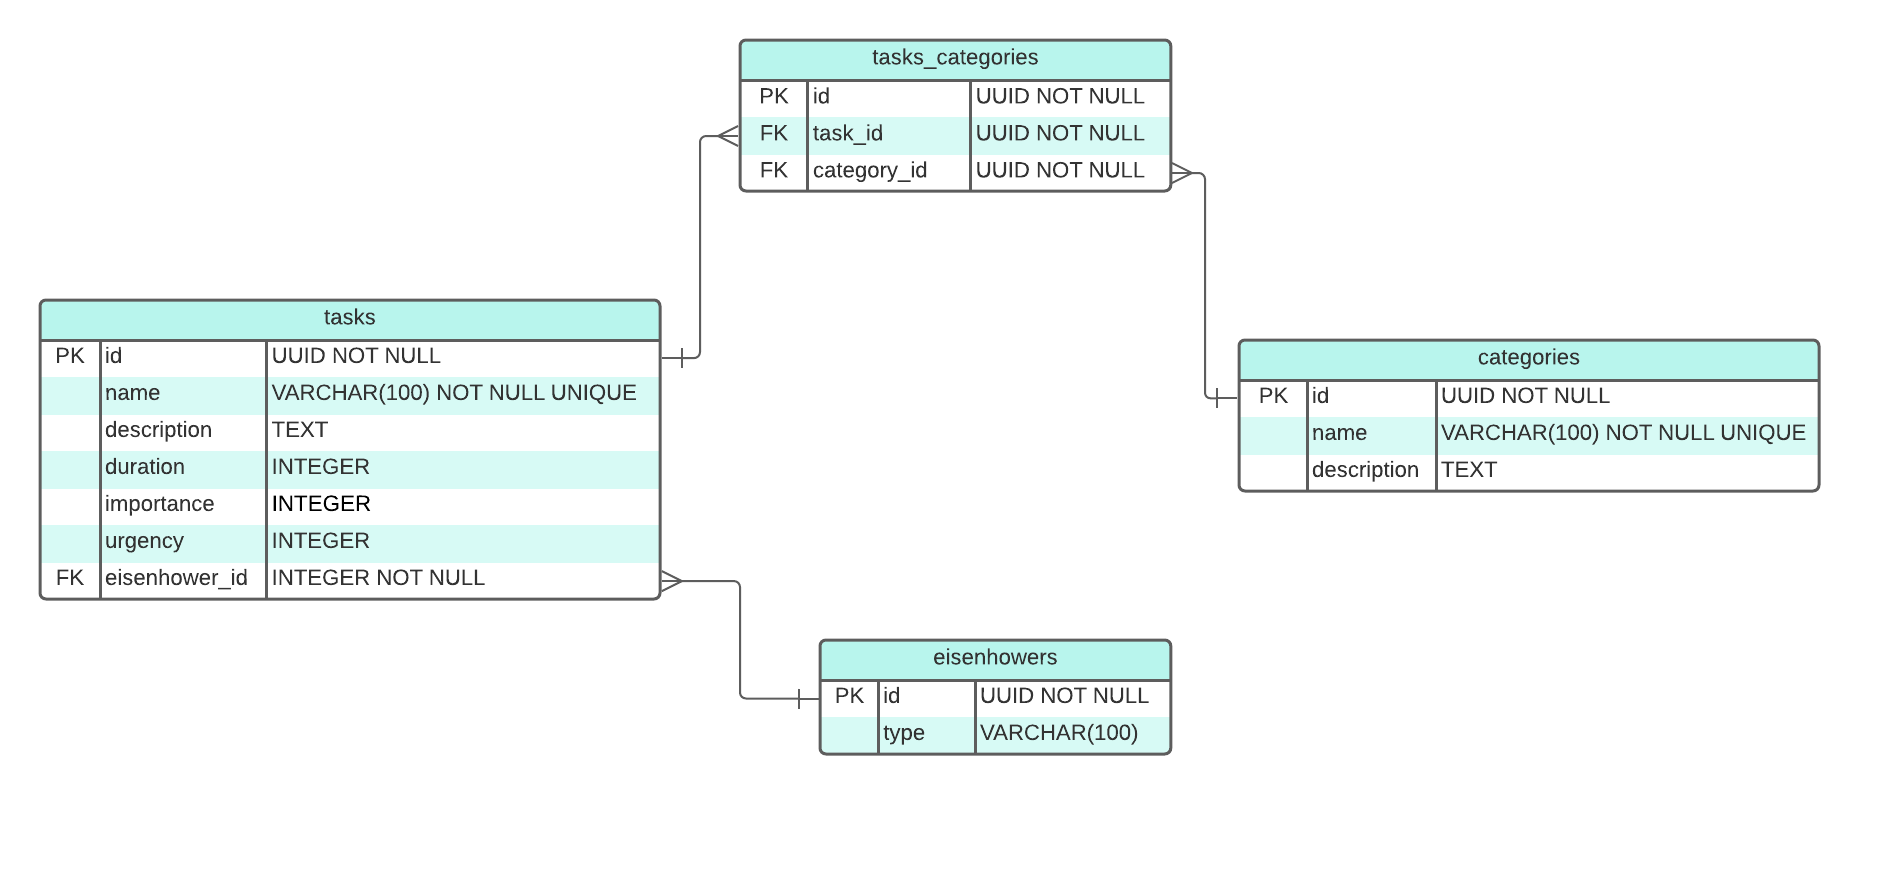 tasks_categories
PK id UUID NOT NULL
FK task_id UUID NOT NULL
FK category_id UUID NOT NULL
tasks
PK id UUID NOT NULL
name VARCHAR(100) NOT NULL UNIQUE
description TEXT
duration INTEGER
importance INTEGER
urgency INTEGER
FK eisenhower_id INTEGER NOT NULL
categories
PK id UUID NOT NULL
name VARCHAR(100) NOT NULL UNIQUE
description TEXT
eisenhowers
PK id UUID NOT NULL
type VARCHAR(100)